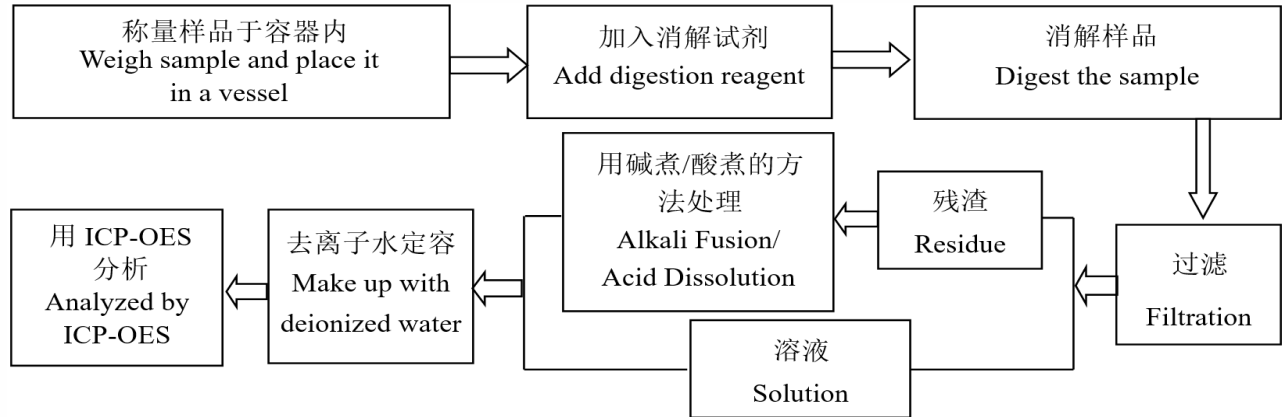 称量样品于容器内
Weigh sample and place it
in a vessel
加入消解试剂
Add digestion reagent
消解样品
Digest the sample
过滤
Filtration
残渣
Residue
用碱煮/酸煮的方
法处理
Alkali Fusion/
Acid Dissolution
溶液
Solution
去离子水定容
Make up with
deionized water
用 ICP-OES
分析
Analyzed by
ICP-OES